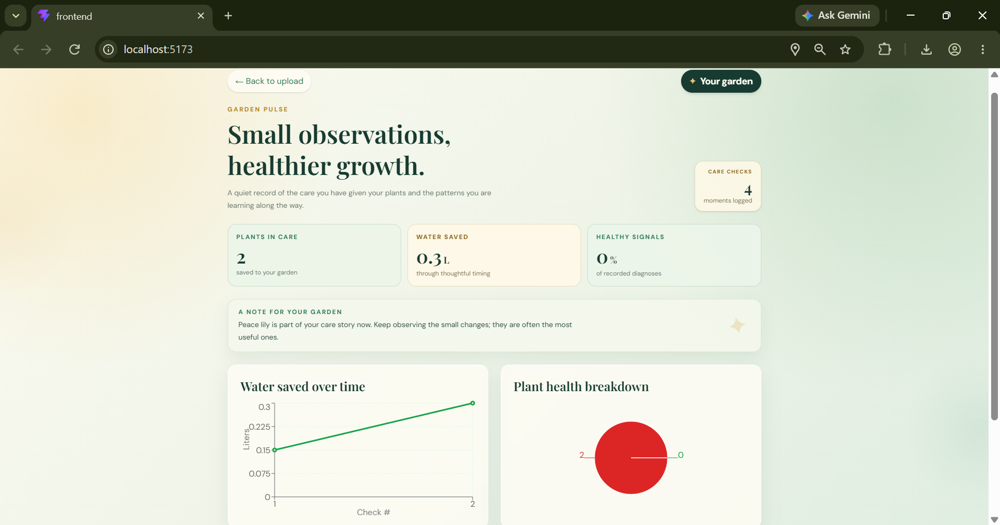 frontend
Ask Gemini
localhost:5173
← Back to upload
✦ Your garden
GARDEN PULSE
Small observations,
healthier growth.
A quiet record of the care you have given your plants and the patterns you are
learning along the way.
CARE CHECKS
4
moments logged
PLANTS IN CARE
2
saved to your garden
WATER SAVED
0.3 L
through thoughtful timing
HEALTHY SIGNALS
0 %
of recorded diagnoses
A NOTE FOR YOUR GARDEN
Peace lily is part of your care story now. Keep observing the small changes; they are often the most
useful ones.
Water saved over time
0.3
0.225
0.15
0.075
0
Liters
1
2
Check #
Plant health breakdown
2
0